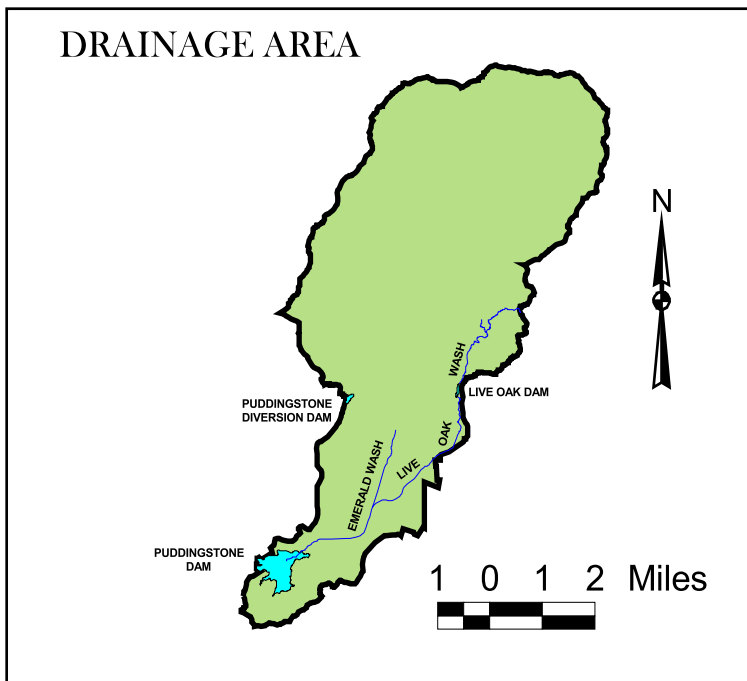 DRAINAGE AREA
N
WASH
PUDDINGSTONE
DIVERSION DAM
LIVE OAK DAM
OAK
LIVE
EMERALD WASH
PUDDINGSTONE
DAM
1 0 1 2 Miles